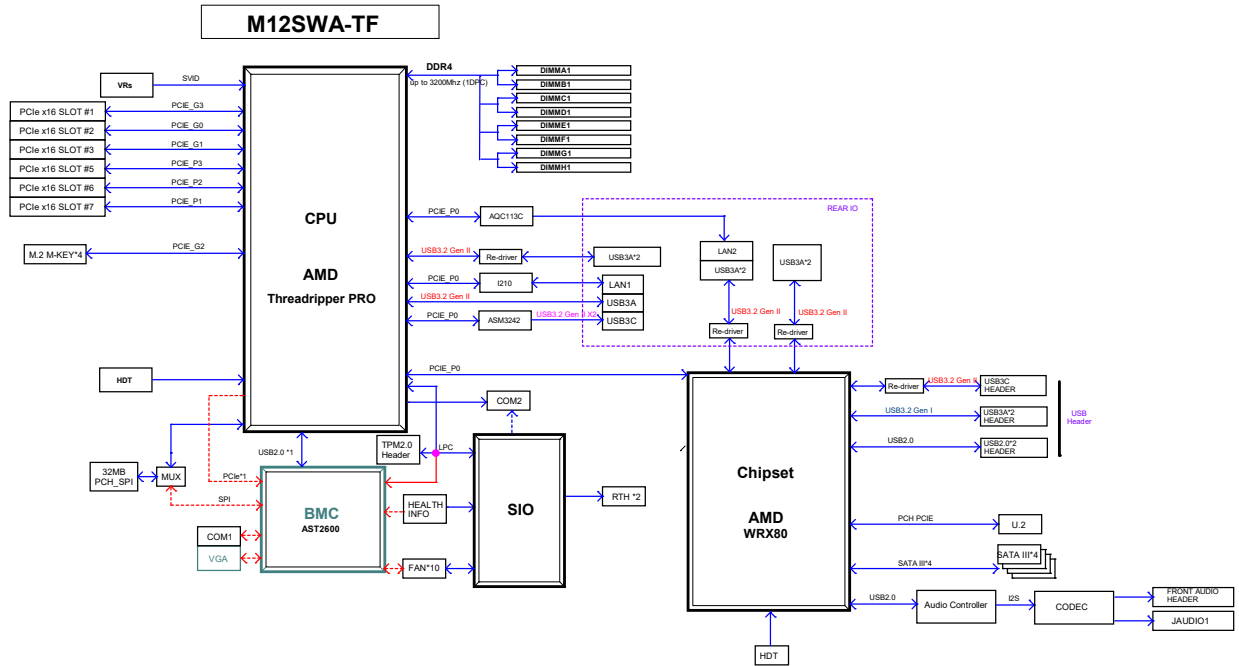 M12SWA-TF
VRs
SVID
PCIe x16 SLOT #1
PCIE_G3
PCIe x16 SLOT #2
PCIE_G0
PCIe x16 SLOT #3
PCIE_G1
PCIe x16 SLOT #5
PCIE_P3
PCIe x16 SLOT #6
PCIE_P2
PCIe x16 SLOT #7
PCIE_P1
M.2 M-KEY*4
PCIE_G2
HDT
CPU
AMD
Threadripper PRO
DDR4
up to 3200Mhz (1DPC)
DIMMA1
DIMMB1
DIMMC1
DIMMD1
DIMME1
DIMMF1
DIMMG1
DIMMH1
REAR IO
PCIE_P0
AQC113C
USB3.2 Gen II
Re-driver
USB3A*2
PCIE_P0
I210
LAN1
USB3.2 Gen II
USB3A
PCIE_P0
ASM3242
USB3.2 Gen II X2
USB3C
LAN2
USB3A*2
USB3A*2
USB3.2 Gen II
USB3.2 Gen II
Re-driver
Re-driver
PCIE_P0
COM2
TPM2.0
Header
LPC
USB2.0 *1
32MB
PCH_SPI
MUX
PCIe*1
SPI
BMC
AST2600
COM1
VGA
HEALTH
INFO
FAN*10
SIO
RTH *2
Chipset
AMD
WRX80
HDT
Re-driver
USB3.2 Gen II
USB3C
HEADER
USB3.2 Gen I
USB3A*2
HEADER
USB2.0
USB2.0*2
HEADER
USB
Header
PCH PCIE
U.2
SATA III*4
SATA III*4
USB2.0
Audio Controller
I2S
CODEC
FRONT AUDIO
HEADER
JAUDIO1